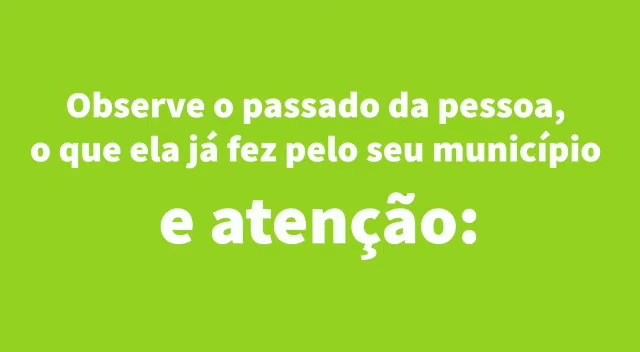 Observe o passado da pessoa,
o que ela já fez pelo seu município
e atenção: